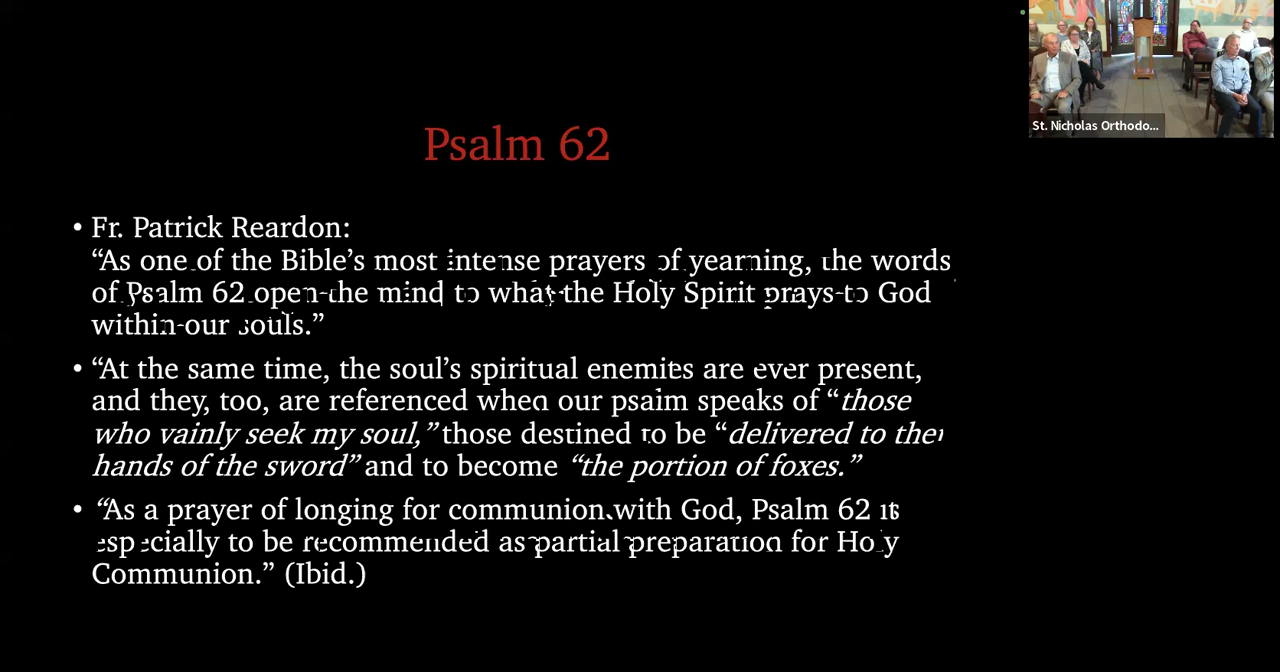 Psalm 62
• Fr. Patrick Reardon:
“As one of the Bible’s most intense prayers of yearning, the words
of Psalm 62 open the mind to what the Holy Spirit prays to God
within our souls.”
• “At the same time, the soul’s spiritual enemies are ever present,
and they, too, are referenced when our psalm speaks of “those
who vainly seek my soul,” those destined to be “delivered to the
hands of the sword” and to become “the portion of foxes.”
• “As a prayer of longing for communion with God, Psalm 62 is
especially to be recommended as partial preparation for Holy
Communion.” (Ibid.)
St. Nicholas Orthodo...